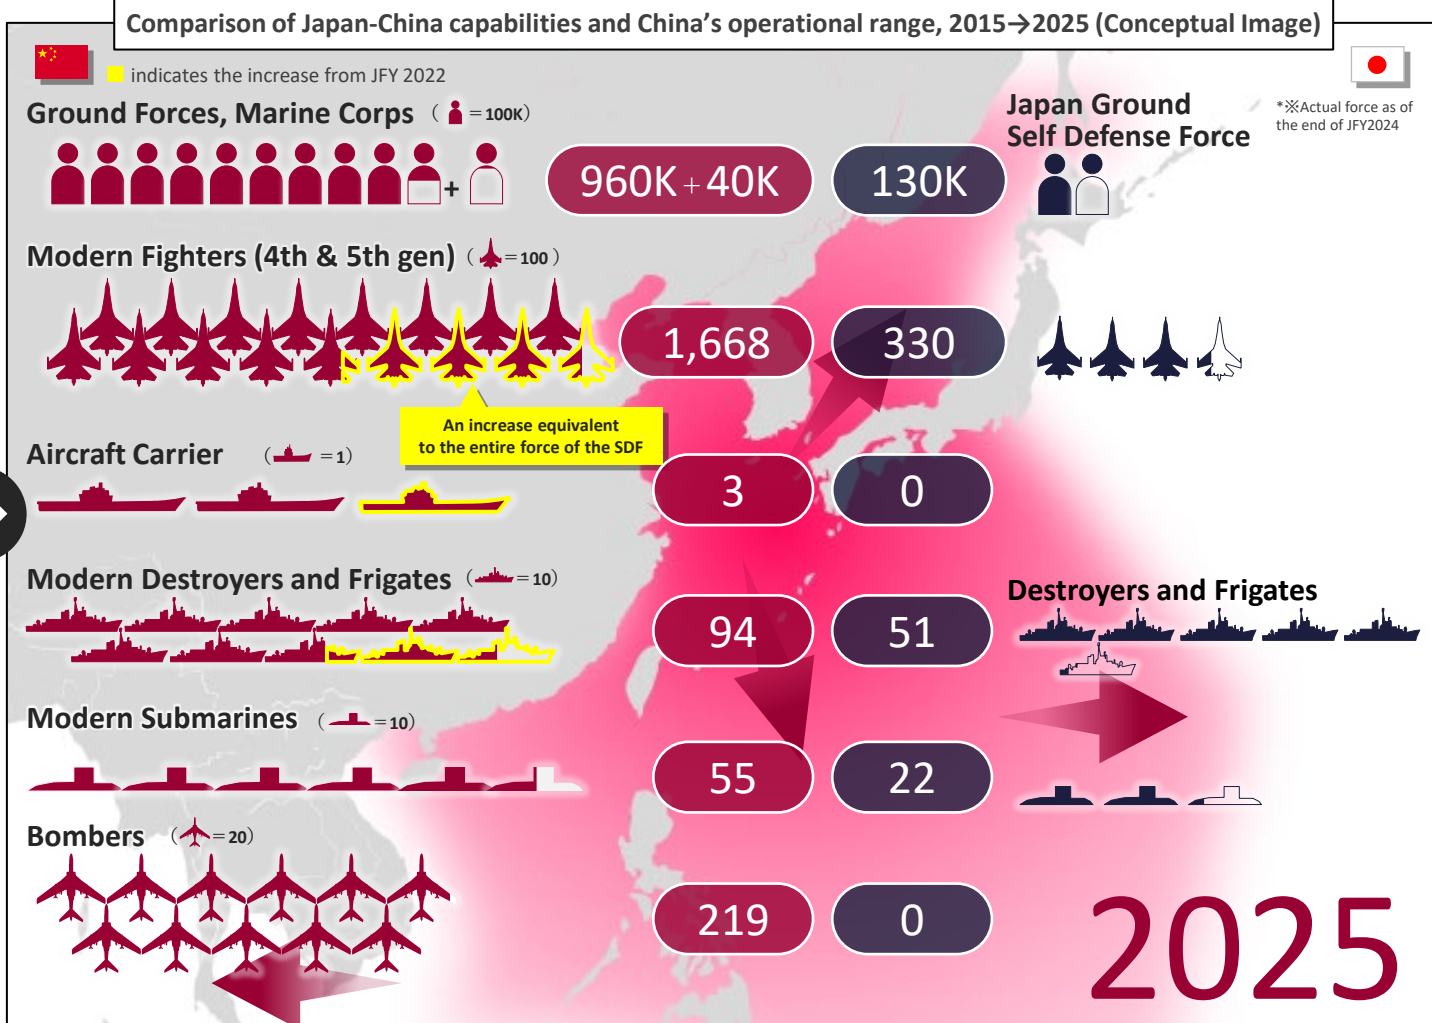 Comparison of Japan-China capabilities and China's operational range, 2015→2025 (Conceptual Image)
indicates the increase from JFY 2022
Ground Forces, Marine Corps ( =100K)
+
960K+40K
130K
Japan Ground
Self Defense Force
*※Actual force as of
the end of JFY2024
Modern Fighters (4th & 5th gen) ( =100 )
1,668
330
An increase equivalent
to the entire force of the SDF
Aircraft Carrier ( =1)
3
0
Modern Destroyers and Frigates ( =10)
94
51
Destroyers and Frigates
Modern Submarines ( =10)
55
22
Bombers ( =20)
219
0
2025